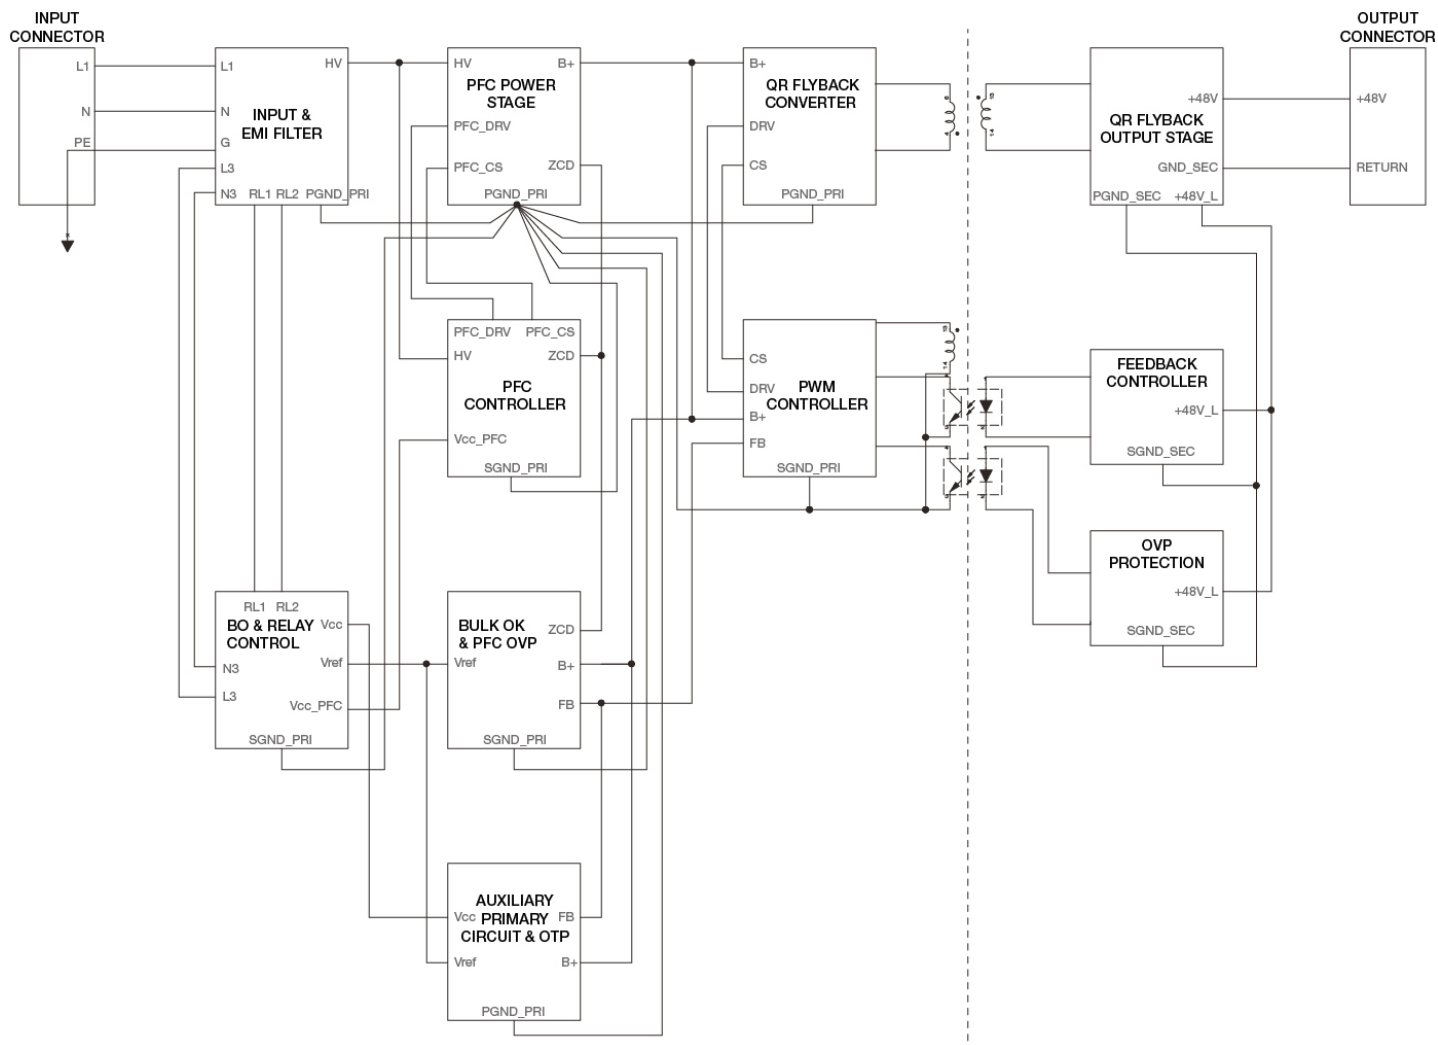 INPUT
CONNECTOR
L1
N
PE
L1
N
G
L3
N3
HV
INPUT &
EMI FILTER
RL1 RL2 PGND_PRI
HV
B+
PFC POWER
STAGE
PFC_DRV
PFC_CS
ZCD
PGND_PRI
B+
QR FLYBACK
CONVERTER
DRV
CS
PGND_PRI
QR FLYBACK
OUTPUT STAGE
+48V
GND_SEC
PGND_SEC +48V_L
OUTPUT
CONNECTOR
+48V
RETURN
PFC_DRV PFC_CS
HV
ZCD
PFC
CONTROLLER
Vcc_PFC
SGND_PRI
CS
DRV
B+
FB
PWM
CONTROLLER
SGND_PRI
FEEDBACK
CONTROLLER
+48V_L
SGND_SEC
OVP
PROTECTION
+48V_L
SGND_SEC
RL1 RL2
BO & RELAY
CONTROL
Vcc
Vref
Vcc_PFC
N3
L3
SGND_PRI
BULK OK
& PFC OVP
ZCD
Vref
B+
FB
SGND_PRI
AUXILIARY
PRIMARY
CIRCUIT & OTP
Vcc
FB
Vref
B+
PGND_PRI